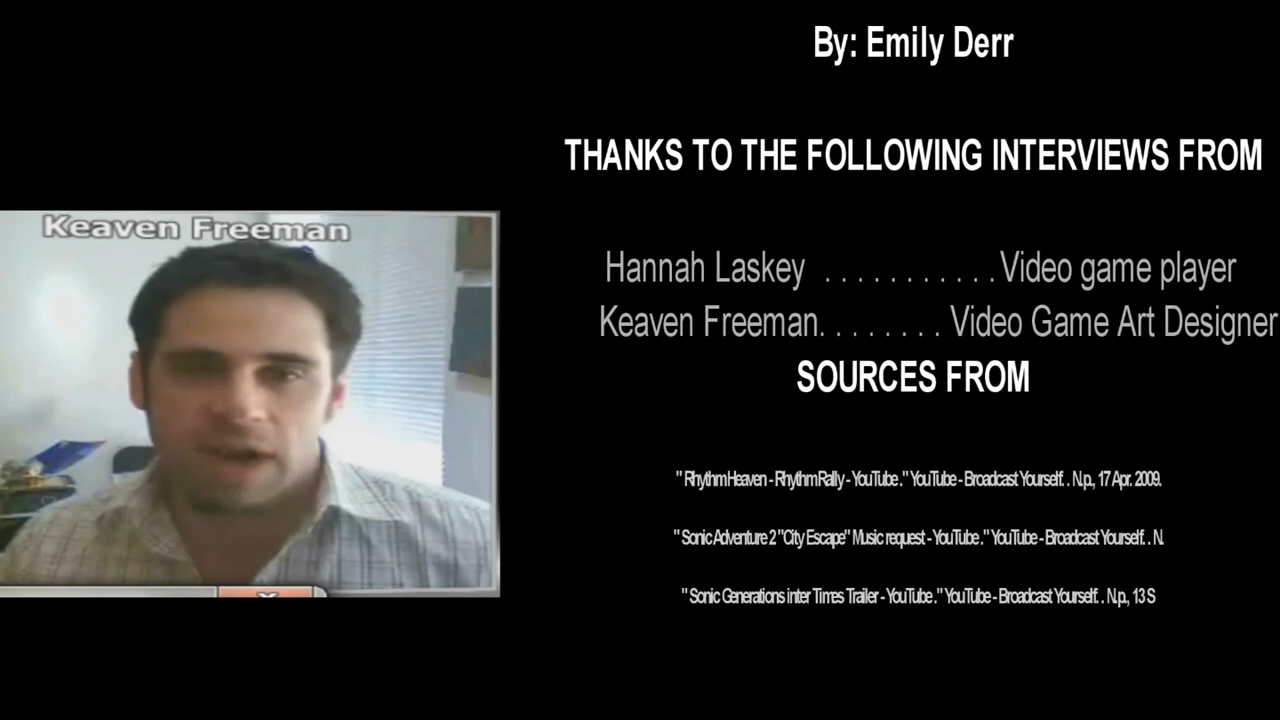 By: Emily Derr
THANKS TO THE FOLLOWING INTERVIEWS FROM
Keaven Freeman
Hannah Laskey . . . . . . . . . . . Video game player
Keaven Freeman. . . . . . . . Video Game Art Designer
SOURCES FROM
" Rhythm Heaven - Rhythm Rally - YouTube ." YouTube - Broadcast Yourself. . N.p., 17 Apr. 2009.
" Sonic Adventure 2 "City Escape" Music request - YouTube ." YouTube - Broadcast Yourself. . N.
" Sonic Generations inter Times Trailer - YouTube ." YouTube - Broadcast Yourself. . N.p., 13 S